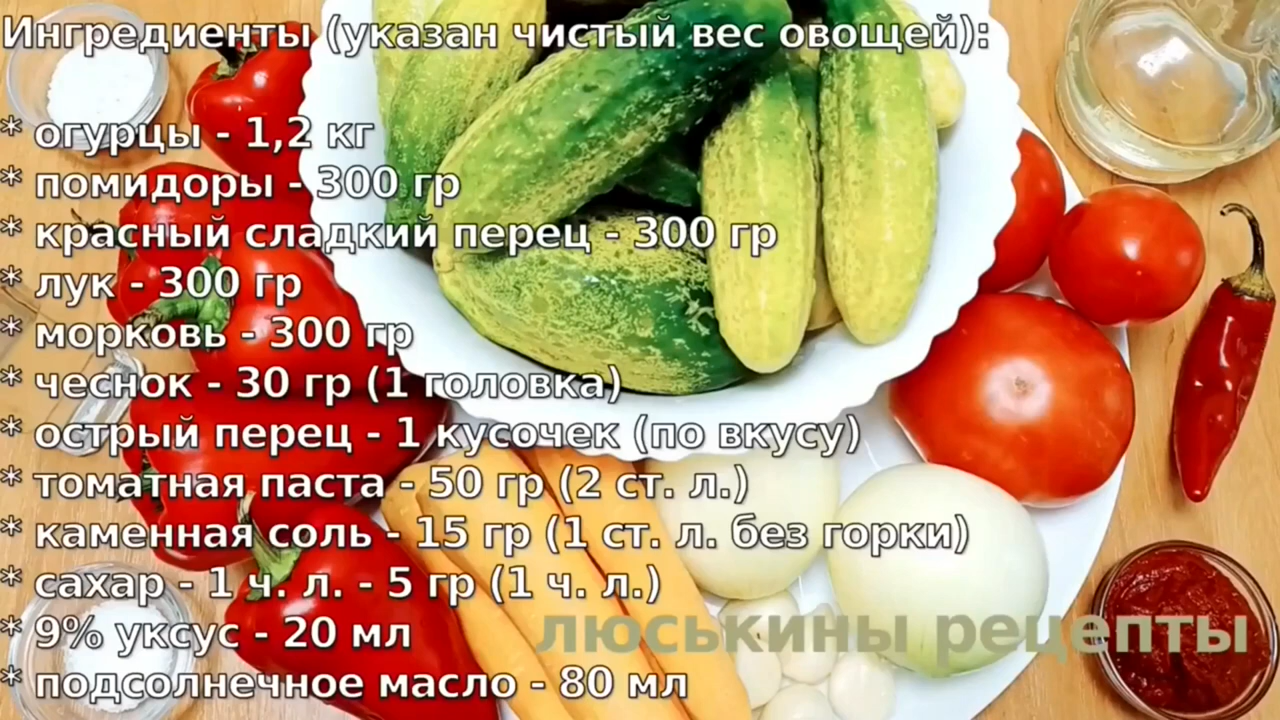 Ингредиенты (указан чистый вес овощей):
* огурцы - 1,2 кг
* помидоры - 300 гр
* красный сладкий перец - 300 гр
* лук - 300 гр
* морковь - 300 гр
* чеснок - 30 гр (1 головка)
* острый перец - 1 кусочек (по вкусу)
* томатная паста - 50 гр (2 ст. л.)
* каменная соль - 15 гр (1 ст. л. без горки)
* сахар - 1 ч. л. - 5 гр (1 ч. л.)
* 9% уксус - 20 мл
люськины рецепты
* подсолнечное масло - 80 мл